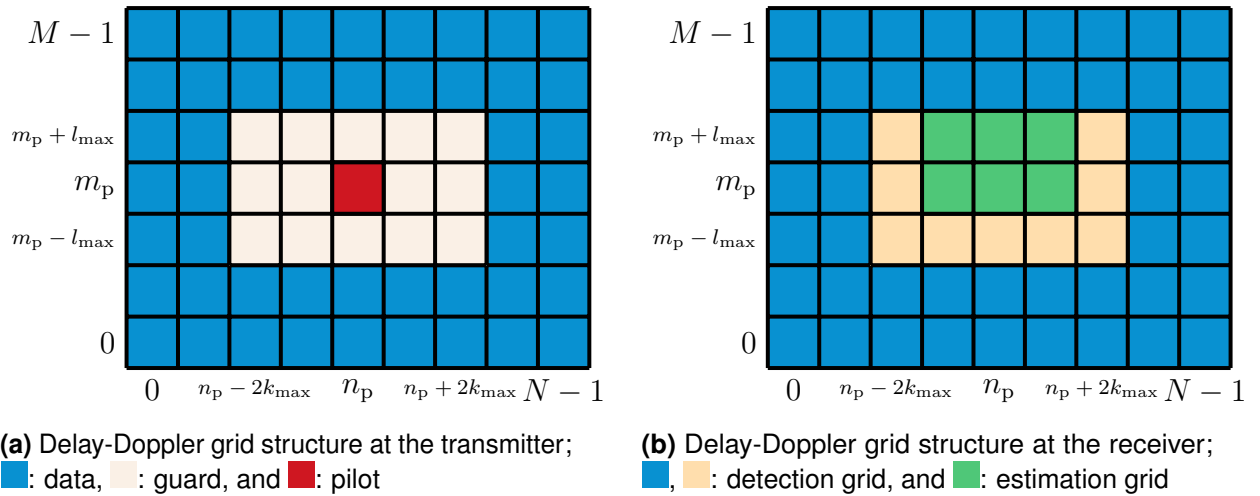 M − 1
m_p + l_max
m_p
m_p − l_max
0
0 n_p − 2k_max n_p n_p + 2k_max N − 1
(a) Delay-Doppler grid structure at the transmitter;
: data, : guard, and : pilot
M − 1
m_p + l_max
m_p
m_p − l_max
0
0 n_p − 2k_max n_p n_p + 2k_max N − 1
(b) Delay-Doppler grid structure at the receiver;
, : detection grid, and : estimation grid